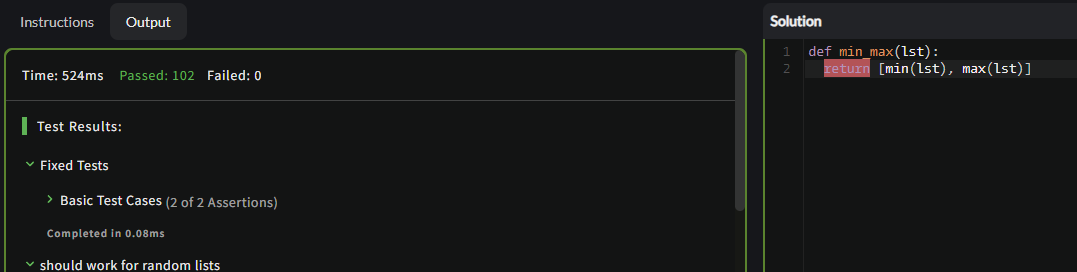 Instructions
Output
Time: 524ms Passed: 102 Failed: 0
Test Results:
Fixed Tests
Basic Test Cases (2 of 2 Assertions)
Completed in 0.08ms
should work for random lists
Solution
1 def min_max(lst):
2 return [min(lst), max(lst)]